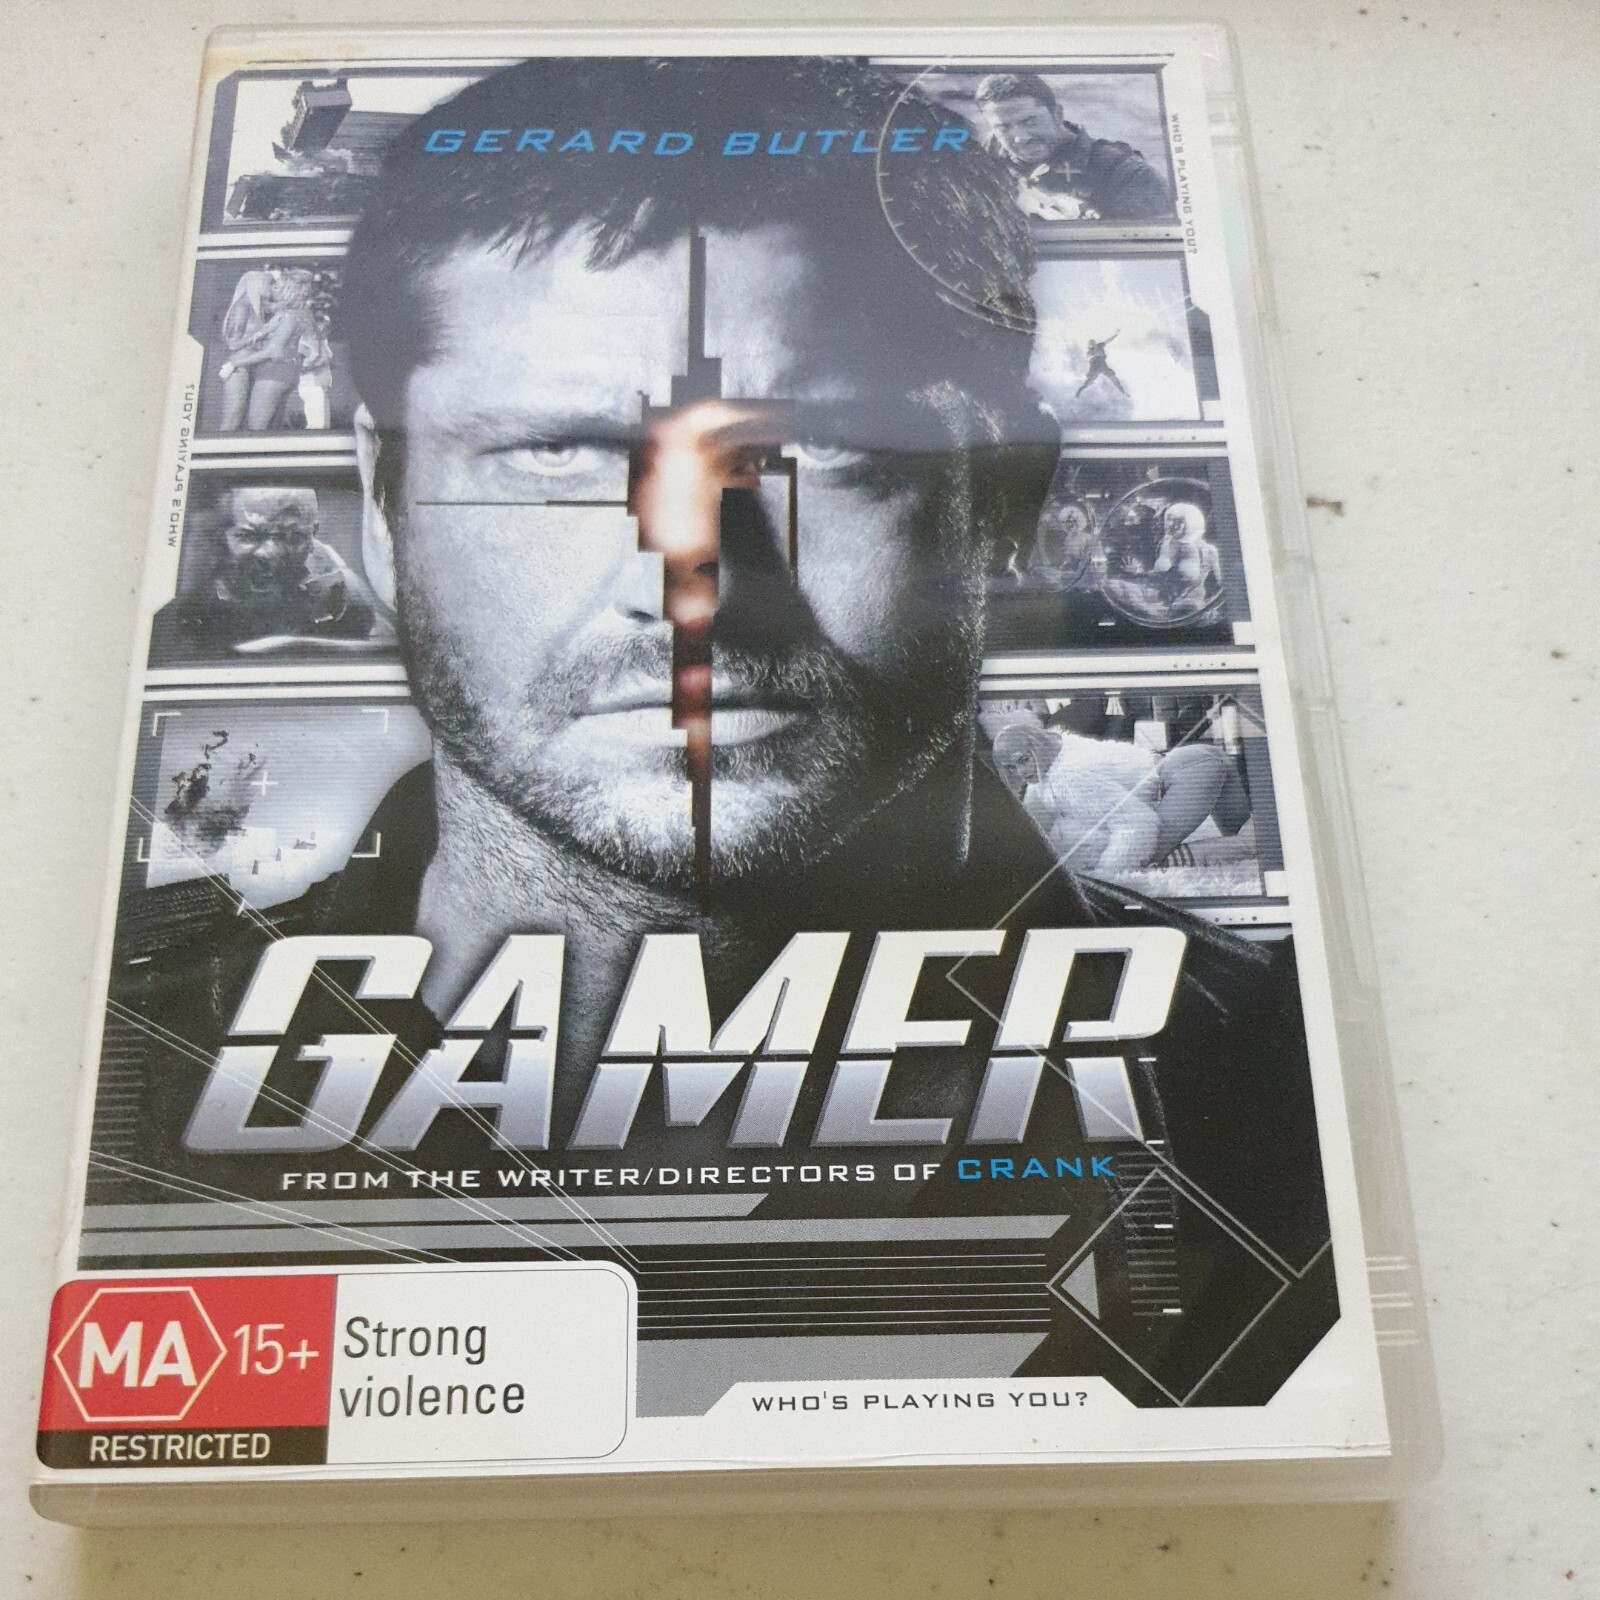 GERARD BUTLER
WHO'S PLAYING YOU?
WHO'S PLAYING YOU?
GAMER
FROM THE WRITER/DIRECTORS OF CRANK
MA 15+
RESTRICTED
Strong
violence
WHO'S PLAYING YOU?